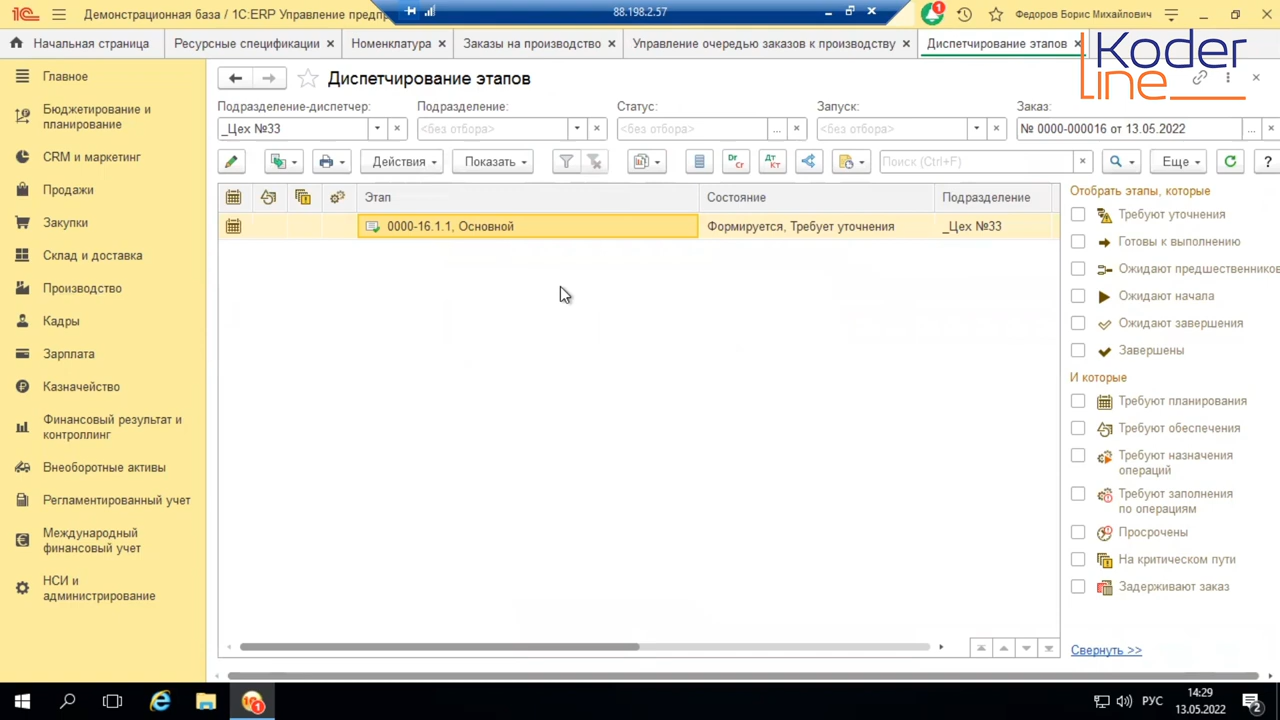 Демонстрационная база / 1С:ERP Управление предпр
88.198.2.57
1
Федоров Борис Михайлович
Начальная страница
Ресурсные спецификации
Номенклатура
Заказы на производство
Управление очередью заказов к производству
Диспетчирование этапов
Koder
line
Главное
Бюджетирование и
планирование
CRM и маркетинг
Продажи
Закупки
Склад и доставка
Производство
Кадры
Зарплата
Казначейство
Финансовый результат и
контроллинг
Внеоборотные активы
Регламентированный учет
Международный
финансовый учет
НСИ и
администрирование
Диспетчирование этапов
Подразделение-диспетчер:
Подразделение:
Статус:
Запуск:
Заказ:
_Цех №33
<без отбора>
<без отбора>
<без отбора>
№ 0000-000016 от 13.05.2022
Действия
Показать
Поиск (Ctrl+F)
Еще
?
Этап
Состояние
Подразделение
0000-16.1.1, Основной
Формируется, Требует уточнения
_Цех №33
Отобрать этапы, которые
Требуют уточнения
Готовы к выполнению
Ожидают предшественников
Ожидают начала
Ожидают завершения
Завершены
И которые
Требуют планирования
Требуют обеспечения
Требуют назначения
операций
Требуют заполнения
по операциям
Просрочены
На критическом пути
Задерживают заказ
Свернуть >>
РУС
14:29
13.05.2022
2